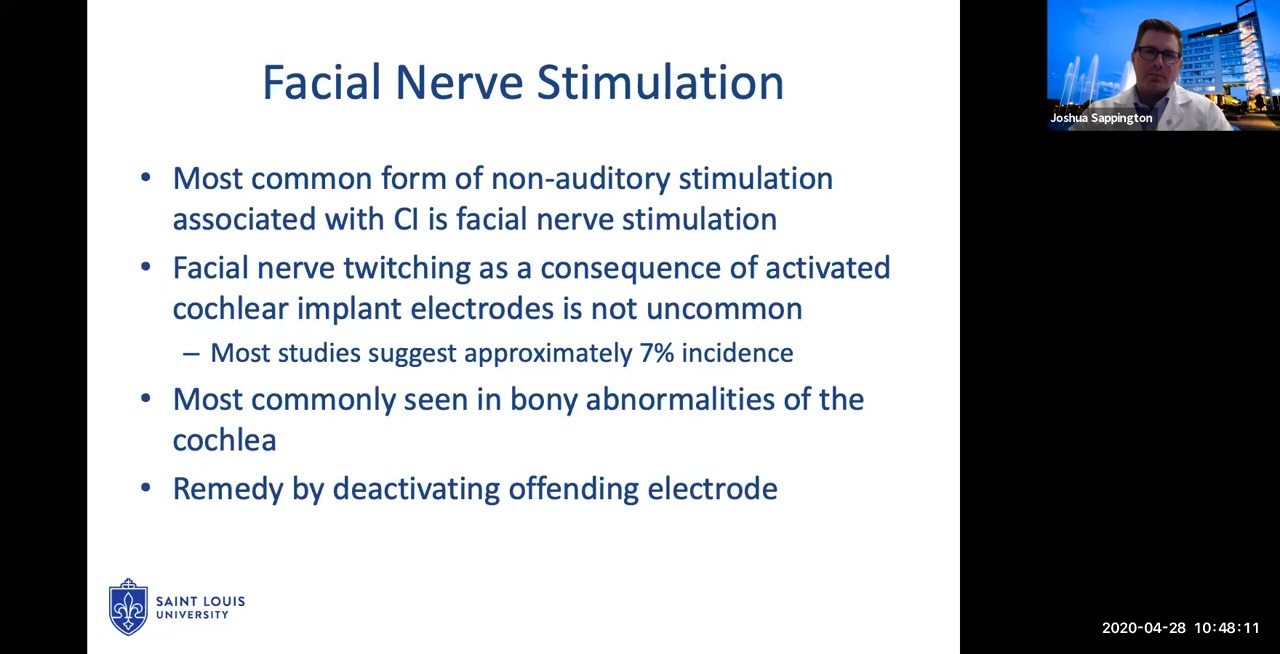 Facial Nerve Stimulation
• Most common form of non-auditory stimulation
associated with CI is facial nerve stimulation
• Facial nerve twitching as a consequence of activated
cochlear implant electrodes is not uncommon
– Most studies suggest approximately 7% incidence
• Most commonly seen in bony abnormalities of the
cochlea
• Remedy by deactivating offending electrode
SAINT LOUIS
UNIVERSITY
Joshua Sappington
2020-04-28 10:48:11